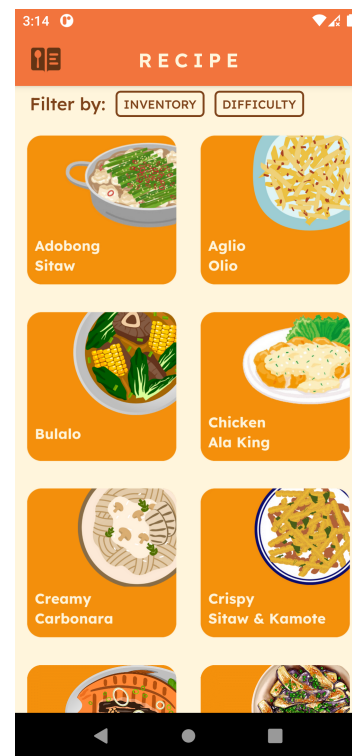 3:14
RECIPE
Filter by: INVENTORY DIFFICULTY
Adobong
Sitaw
Aglio
Olio
Bulalo
Chicken
Ala King
Creamy
Carbonara
Crispy
Sitaw & Kamote